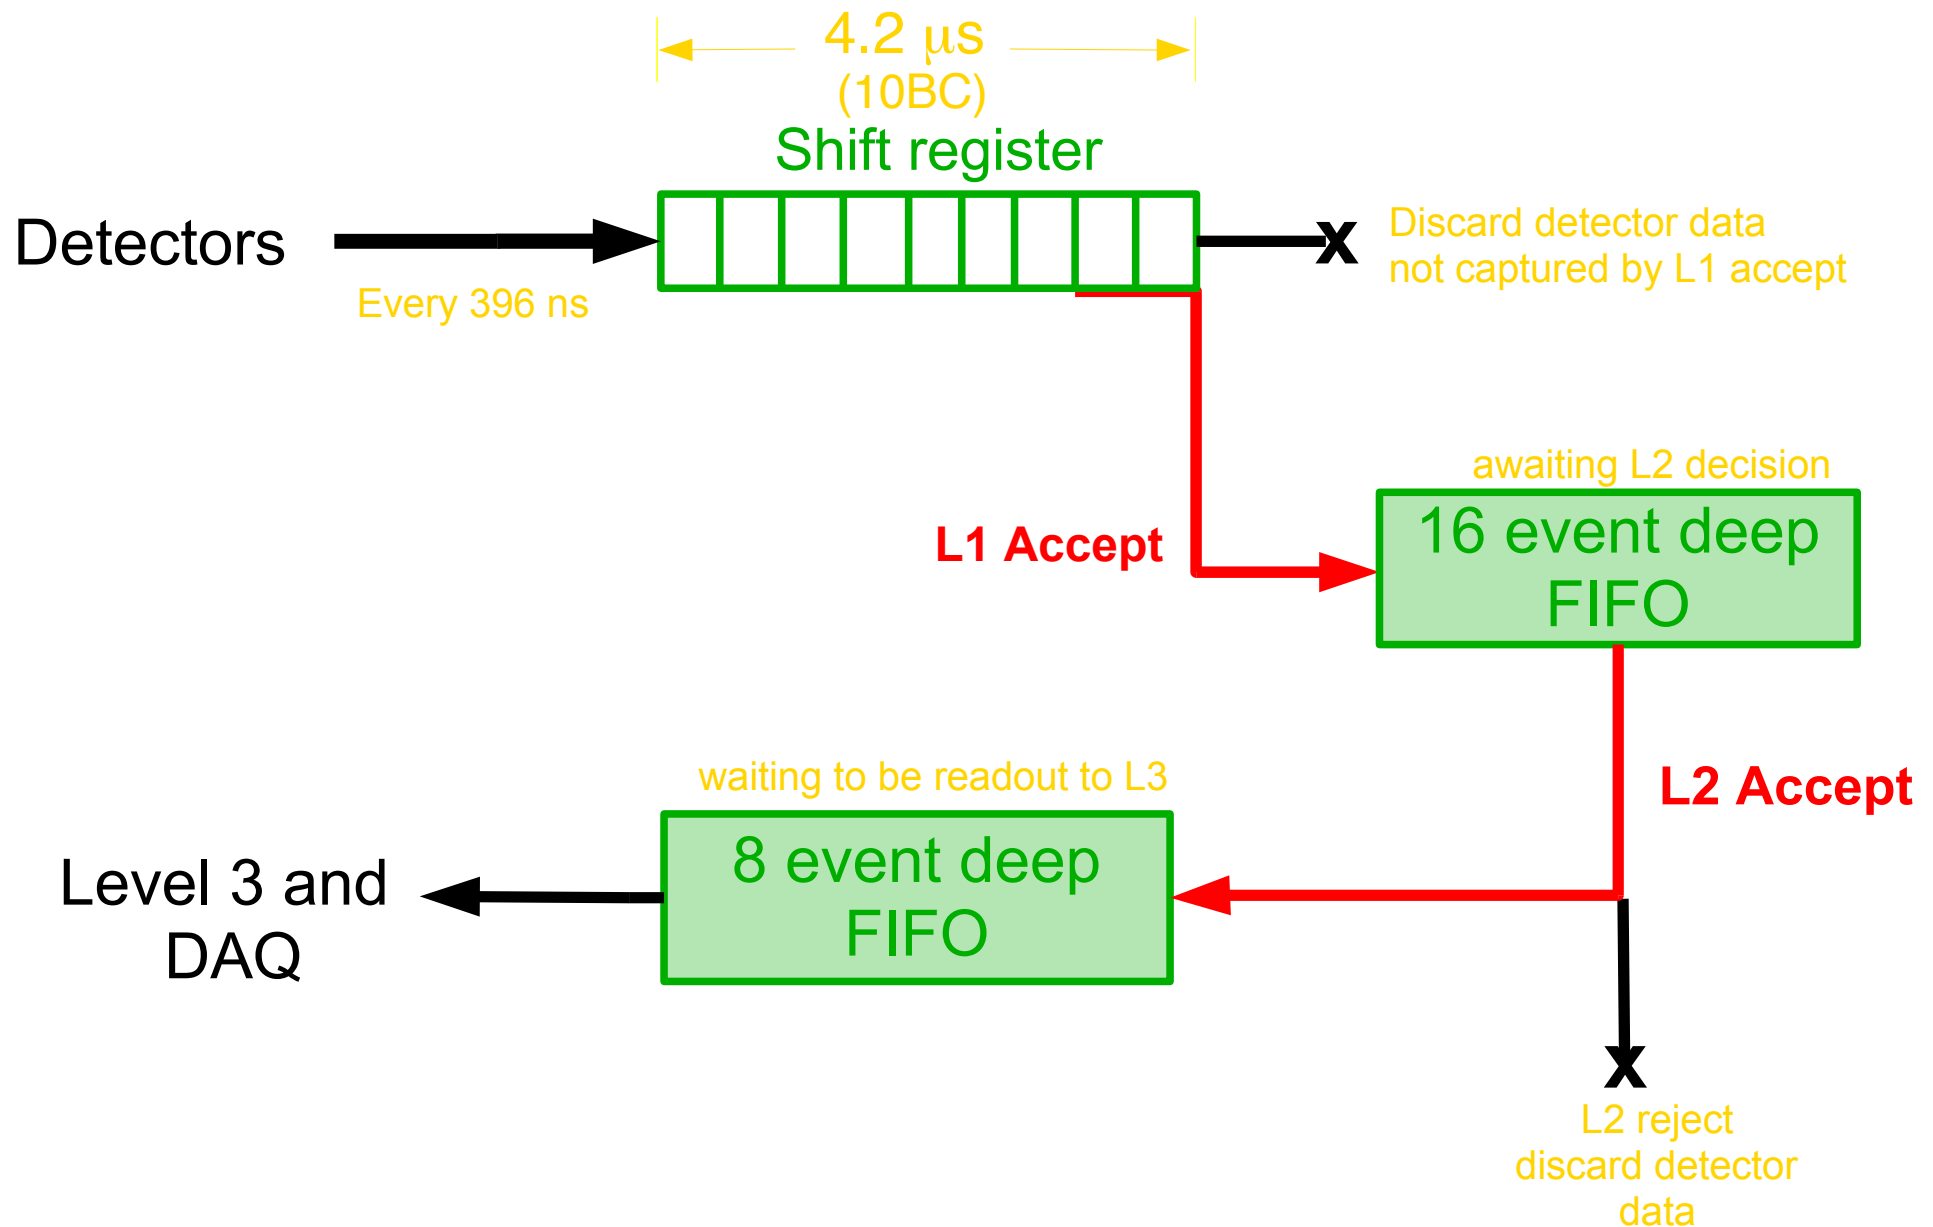 4.2 μs
(10BC)
Shift register
Detectors
Every 396 ns
x
Discard detector data
not captured by L1 accept
awaiting L2 decision
16 event deep
FIFO
L1 Accept
L2 Accept
waiting to be readout to L3
8 event deep
FIFO
Level 3 and
DAQ
x
L2 reject
discard detector
data